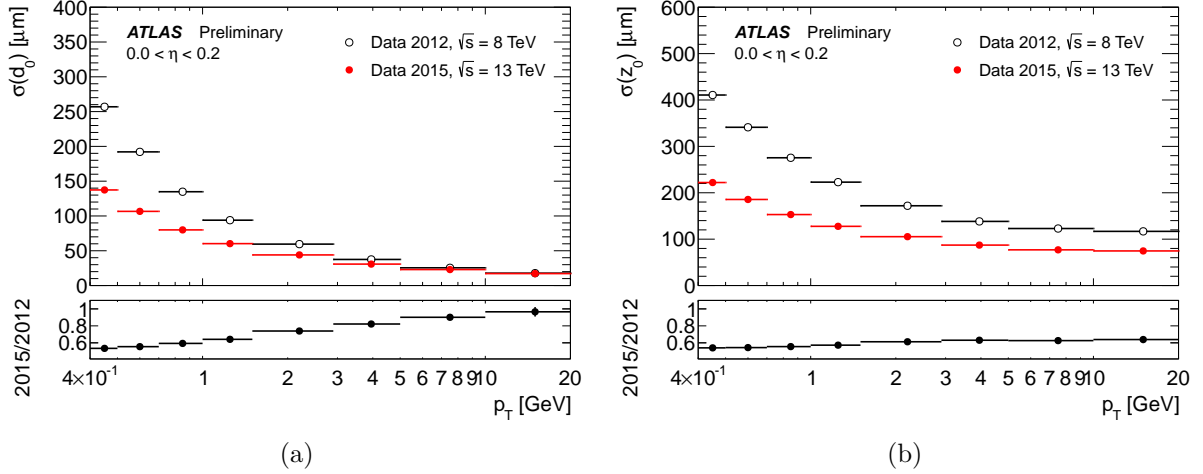 ATLAS Preliminary
0.0 < η < 0.2
Data 2012, √s = 8 TeV
Data 2015, √s = 13 TeV
σ(d₀) [μm]
400
350
300
250
200
150
100
50
0
2015/2012
1
0.8
0.6
4×10⁻¹ 1 2 3 4 5 6 7 8 9 10 20
p_T [GeV]
(a)
ATLAS Preliminary
0.0 < η < 0.2
Data 2012, √s = 8 TeV
Data 2015, √s = 13 TeV
σ(z₀) [μm]
600
500
400
300
200
100
0
2015/2012
1
0.8
0.6
4×10⁻¹ 1 2 3 4 5 6 7 8 9 10 20
p_T [GeV]
(b)